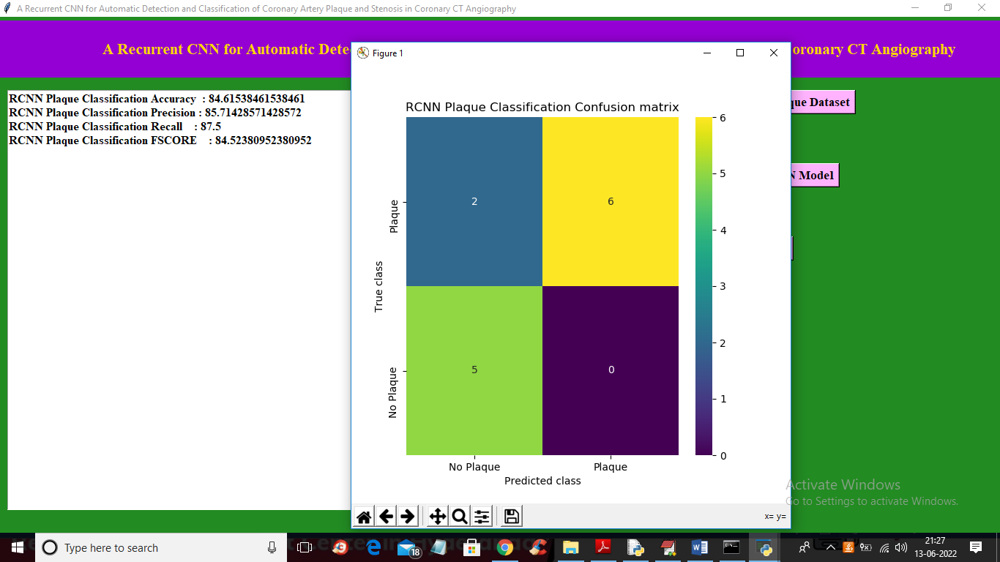 A Recurrent CNN for Automatic Detection and Classification of Coronary Artery Plaque and Stenosis in Coronary CT Angiography
A Recurrent CNN for Automatic
oronary CT Angiography
Figure 1
RCNN Plaque Classification Accuracy : 84.61538461538461
RCNN Plaque Classification Precision : 85.71428571428572
RCNN Plaque Classification Recall : 87.5
RCNN Plaque Classification FSCORE : 84.52380952380952
ue Dataset
N Model
RCNN Plaque Classification Confusion matrix
True class
Plaque
2
6
No Plaque
5
0
No Plaque
Plaque
Predicted class
6
5
4
3
2
1
0
x= y=
Activate Windows
Go to Settings to activate Windows.
Type here to search
18
21:27
13-06-2022